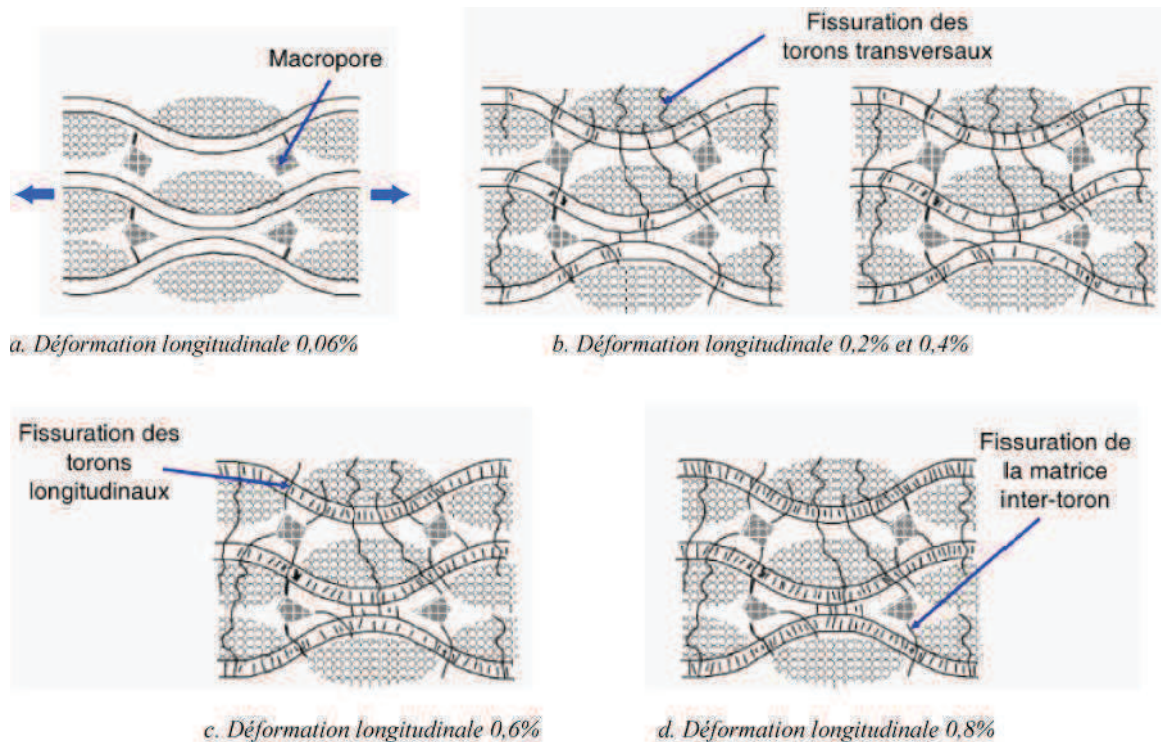 Macropore
Fissuration des
torons transversaux
a. Déformation longitudinale 0,06%
b. Déformation longitudinale 0,2% et 0,4%
Fissuration des
torons
longitudinaux
Fissuration de
la matrice
inter-toron
c. Déformation longitudinale 0,6%
d. Déformation longitudinale 0,8%